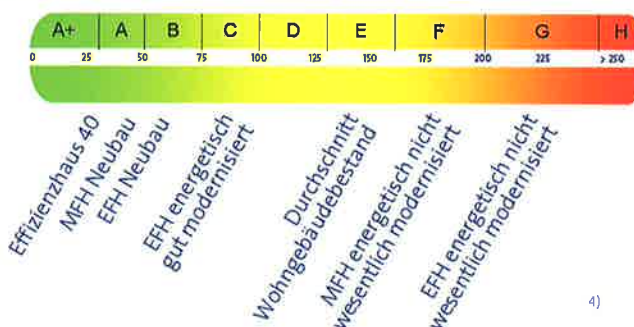 A+ A B C D E F G H
0 25 50 75 100 125 150 175 200 225 > 250
Effizienzhaus 40
MFH Neubau
EFH Neubau
EFH energetisch
gut modernisiert
Durchschnitt
Wohngebäudebestand
MFH energetisch nicht
wesentlich modernisiert
EFH energetisch nicht
wesentlich modernisiert
4)